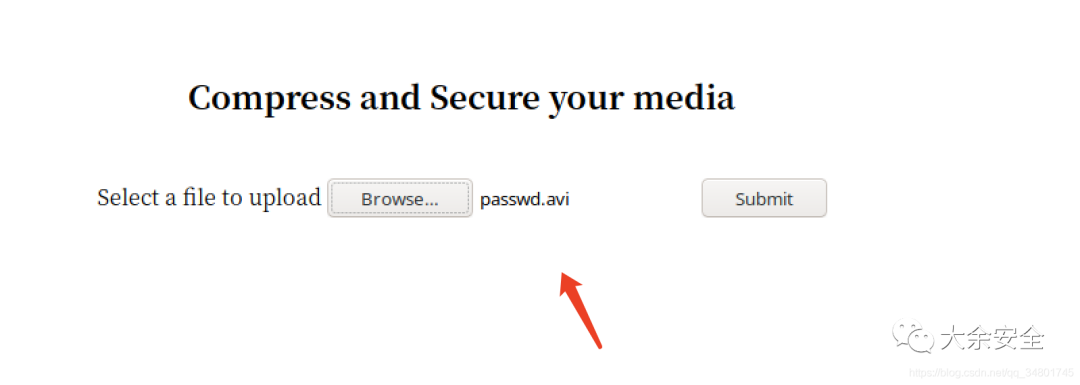 Compress and Secure your media
Select a file to upload Browse... passwd.avi Submit
大余安全
https://blog.csdn.net/qq_34801745